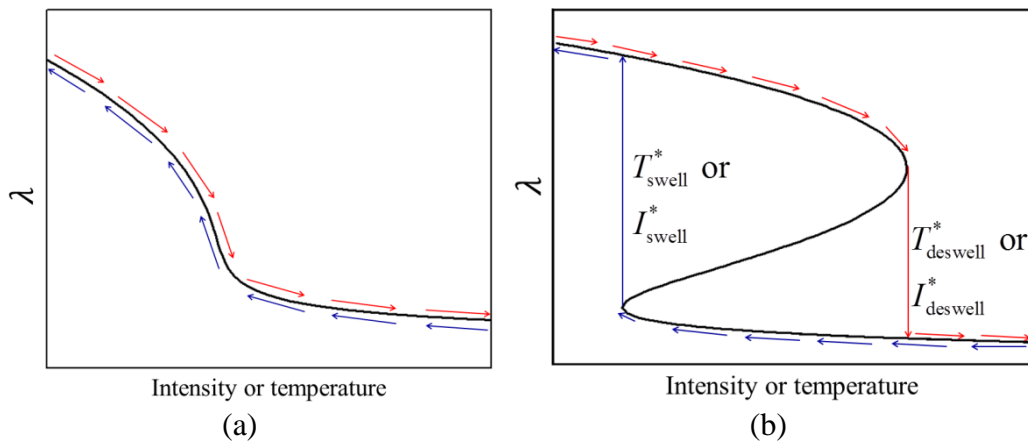 λ
Intensity or temperature
(a)
λ
T*swell or
I*swell
T*deswell or
I*deswell
Intensity or temperature
(b)